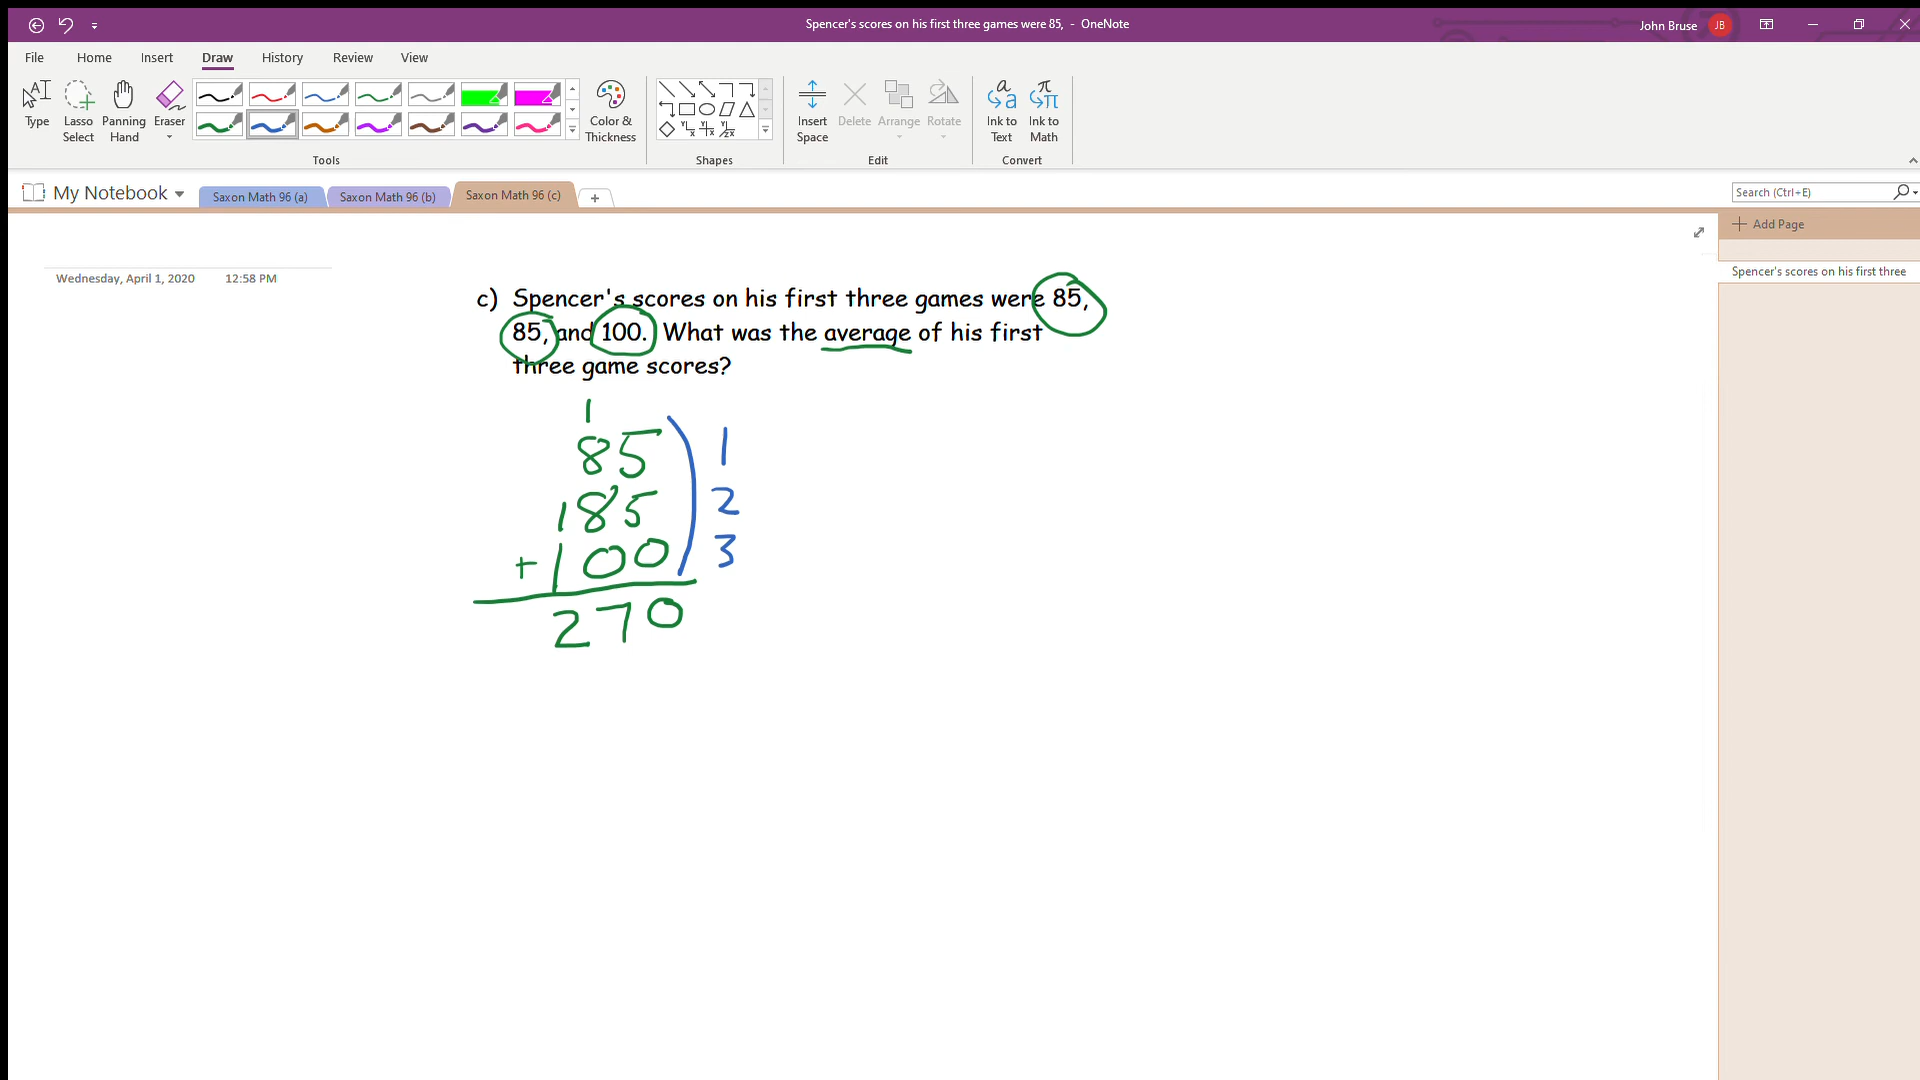 Spencer's scores on his first three games were 85, - OneNote
John Bruse JB
File Home Insert Draw History Review View
Type
Lasso Select
Panning Hand
Eraser
Color & Thickness
Insert Space
Delete
Arrange
Rotate
Ink to Text
Ink to Math
Tools Shapes Edit Convert
My Notebook
Saxon Math 96 (a)
Saxon Math 96 (b)
Saxon Math 96 (c)
Search (Ctrl+E)
Add Page
Spencer's scores on his first three
Wednesday, April 1, 2020 12:58 PM
c) Spencer's scores on his first three games were 85,
85, and 100. What was the average of his first
three game scores?
1
85 1
185 2
+100 3
270